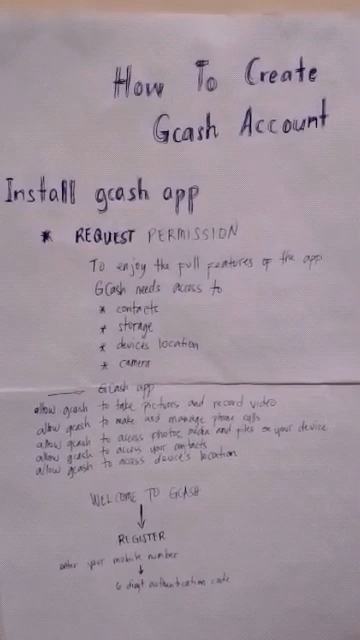 How To Create
Gcash Account
Install gcash app
* REQUEST PERMISSION
To enjoy the full features of the app
GCash needs access to
* contacts
* storage
* devices location
* camera
→ GCash app
allow gcash to take pictures and record video
allow gcash to make and manage phone calls
allow gcash to access photos, media and files on your device
allow gcash to access your contacts
allow gcash to access device's location
WELCOME TO GCASH
↓
REGISTER
enter your mobile number
↓
6 digit authentication code